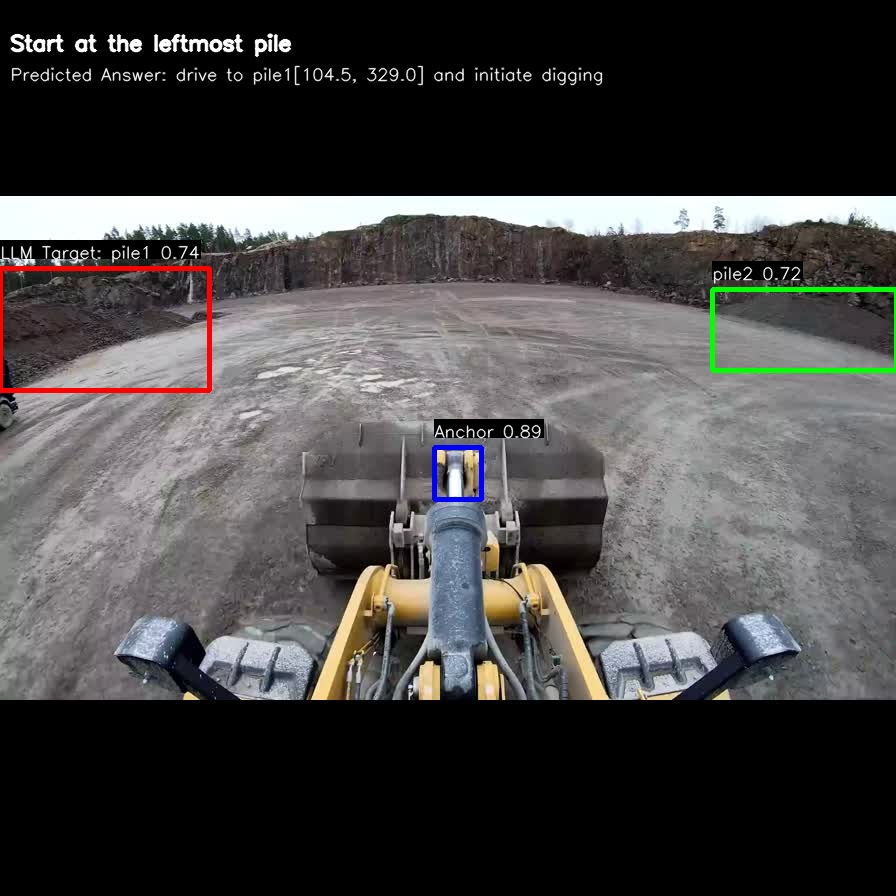 Start at the leftmost pile
Predicted Answer: drive to pile1[104.5, 329.0] and initiate digging
LLM Target: pile1 0.74
pile2 0.72
Anchor 0.89